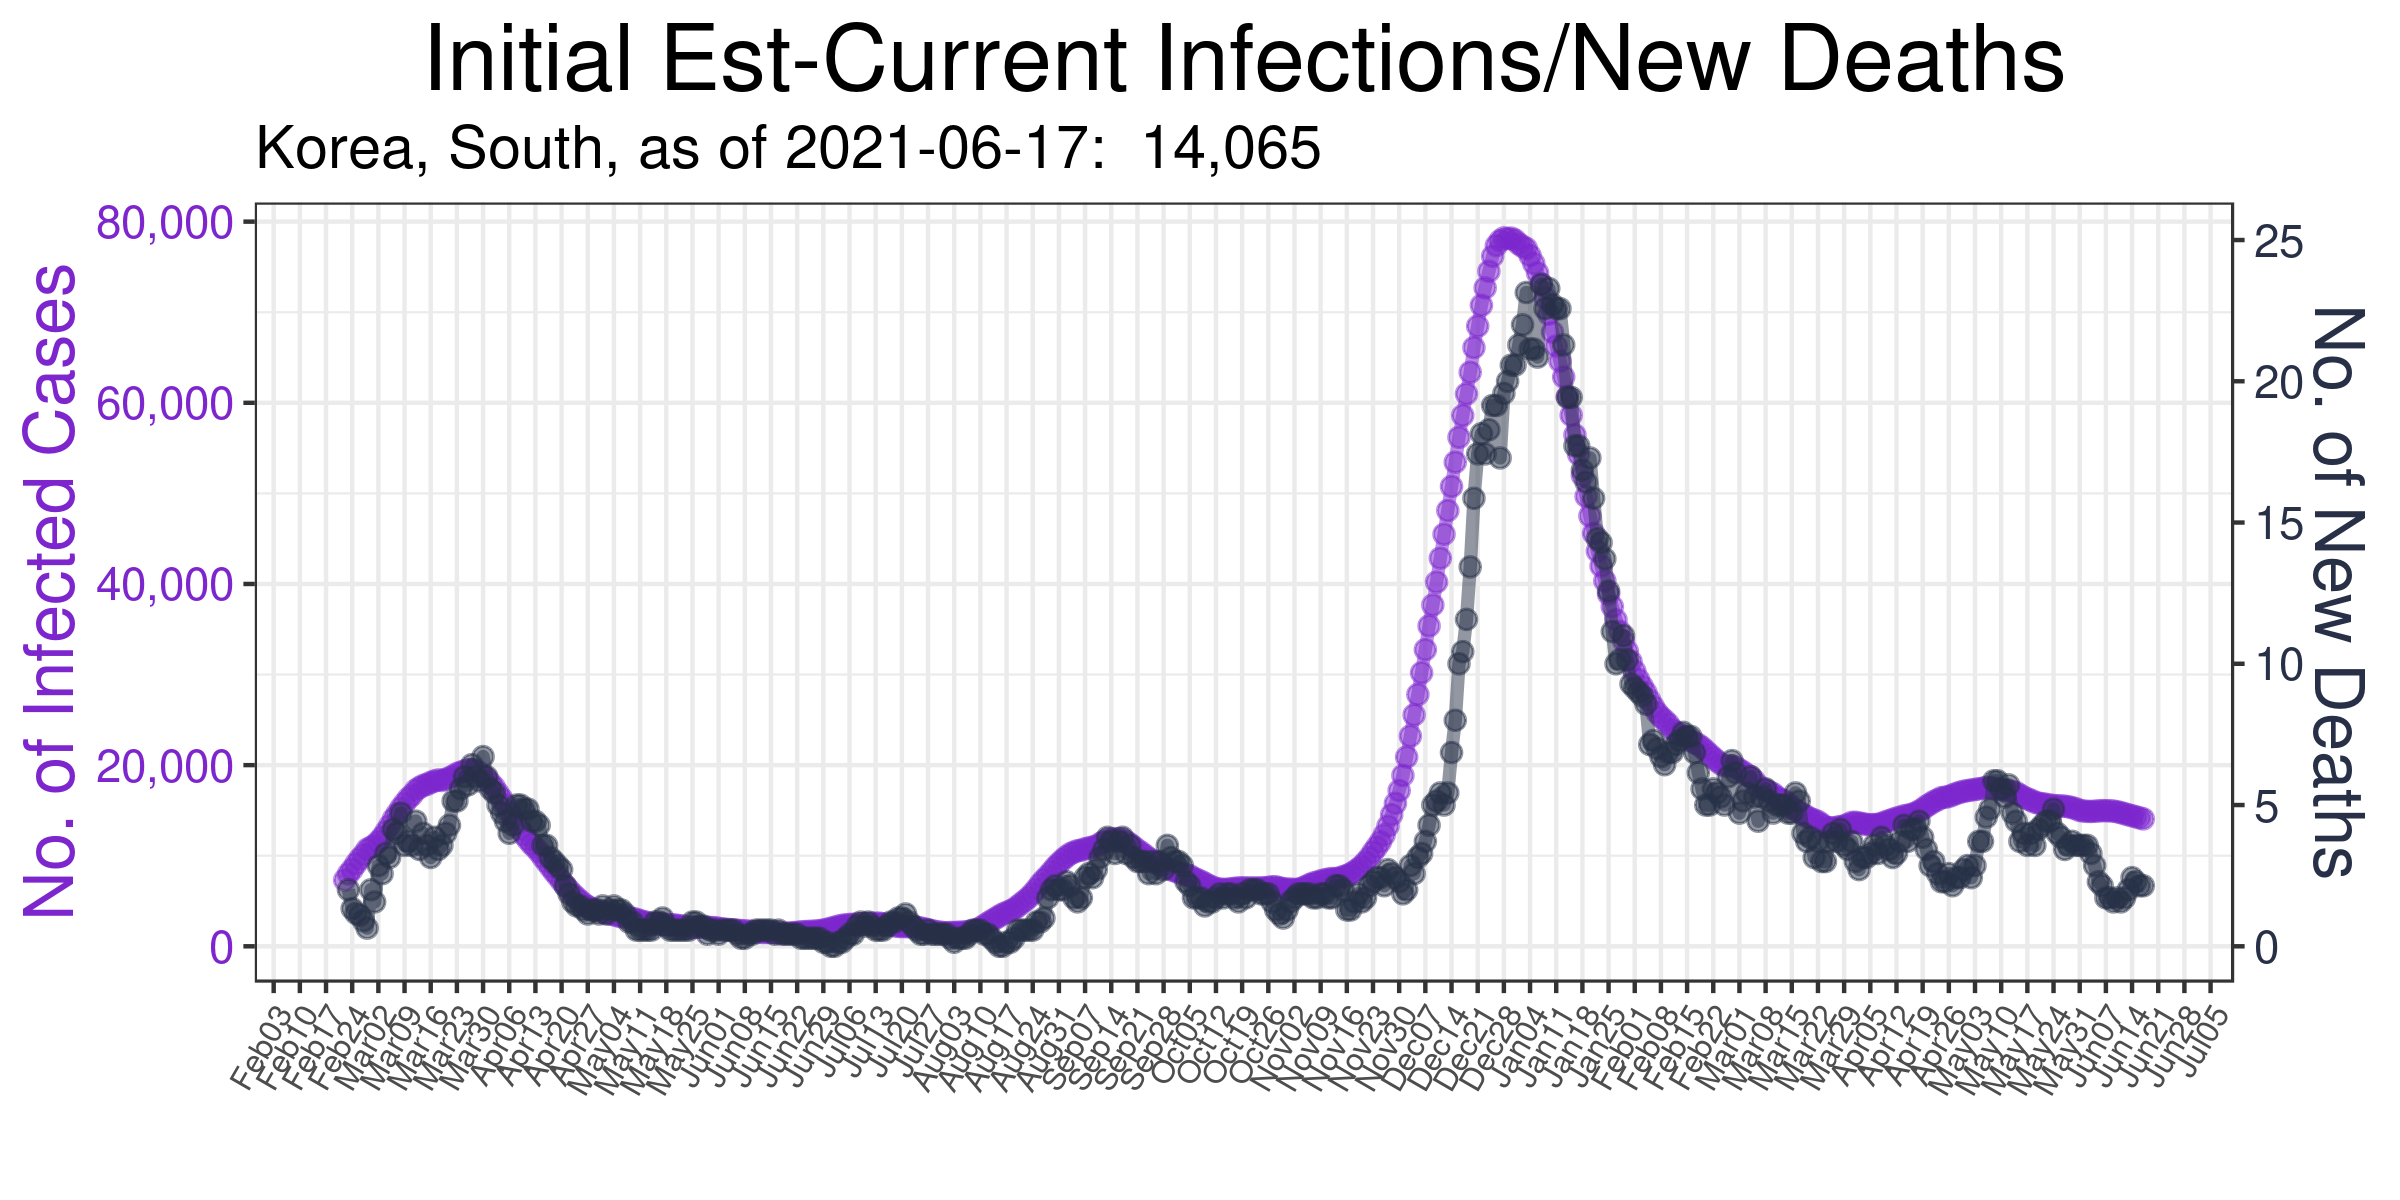 Initial Est-Current Infections/New Deaths
Korea, South, as of 2021-06-17: 14,065
No. of Infected Cases
80,000
60,000
40,000
20,000
0
25
20
15
10
5
0
No. of New Deaths
Feb03
Feb10
Feb17
Feb24
Mar02
Mar09
Mar16
Mar23
Mar30
Apr06
Apr13
Apr20
Apr27
May04
May11
May18
May25
Jun01
Jun08
Jun15
Jun22
Jun29
Jul06
Jul13
Jul20
Jul27
Aug03
Aug10
Aug17
Aug24
Aug31
Sep07
Sep14
Sep21
Sep28
Oct05
Oct12
Oct19
Oct26
Nov02
Nov09
Nov16
Nov23
Nov30
Dec07
Dec14
Dec21
Dec28
Jan04
Jan11
Jan18
Jan25
Feb01
Feb08
Feb15
Feb22
Mar01
Mar08
Mar15
Mar22
Mar29
Apr05
Apr12
Apr19
Apr26
May03
May10
May17
May24
May31
Jun07
Jun14
Jun21
Jun28
Jul05